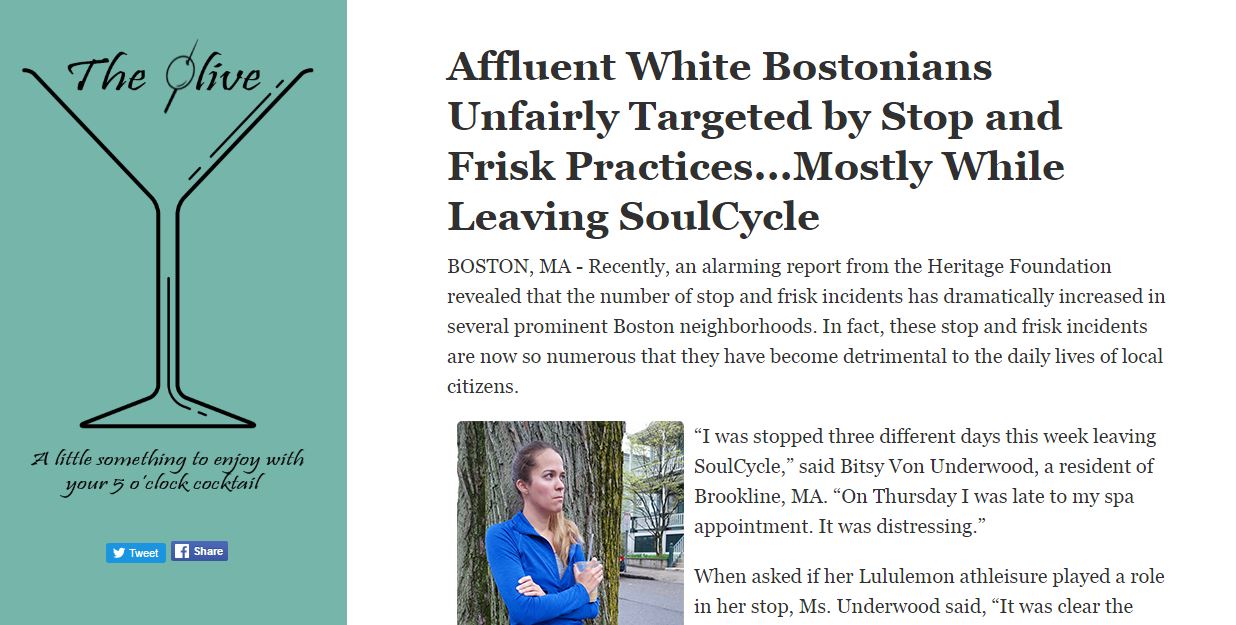 The Olive
A little something to enjoy with
your 5 o'clock cocktail
Tweet
Share
Affluent White Bostonians
Unfairly Targeted by Stop and
Frisk Practices...Mostly While
Leaving SoulCycle
BOSTON, MA - Recently, an alarming report from the Heritage Foundation
revealed that the number of stop and frisk incidents has dramatically increased in
several prominent Boston neighborhoods. In fact, these stop and frisk incidents
are now so numerous that they have become detrimental to the daily lives of local
citizens.
“I was stopped three different days this week leaving
SoulCycle,” said Bitsy Von Underwood, a resident of
Brookline, MA. “On Thursday I was late to my spa
appointment. It was distressing.”
When asked if her Lululemon athleisure played a role
in her stop, Ms. Underwood said, “It was clear the